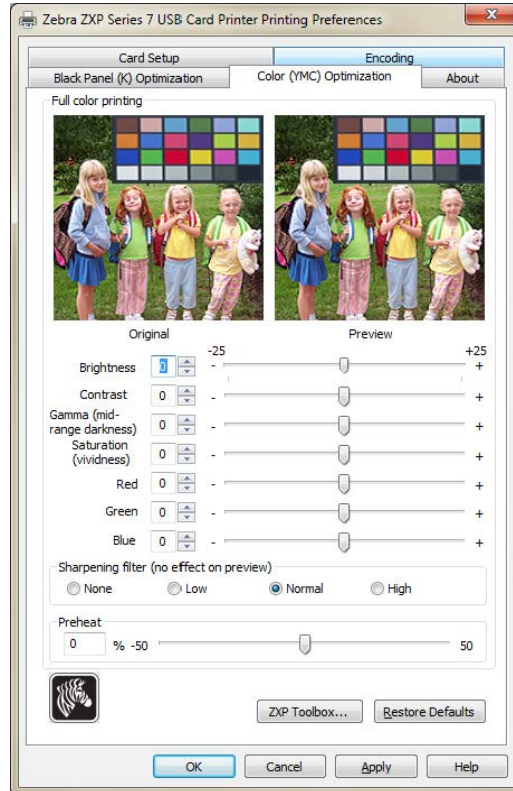 Zebra ZXP Series 7 USB Card Printer Printing Preferences
Card Setup Encoding
Black Panel (K) Optimization Color (YMC) Optimization About
Full color printing
Original Preview
-25 +25
Brightness 0 - +
Contrast 0 - +
Gamma (mid-
range darkness) 0 - +
Saturation
(vividness) 0 - +
Red 0 - +
Green 0 - +
Blue 0 - +
Sharpening filter (no effect on preview)
None Low Normal High
Preheat
0 % -50 50
ZXP Toolbox... Restore Defaults
OK Cancel Apply Help